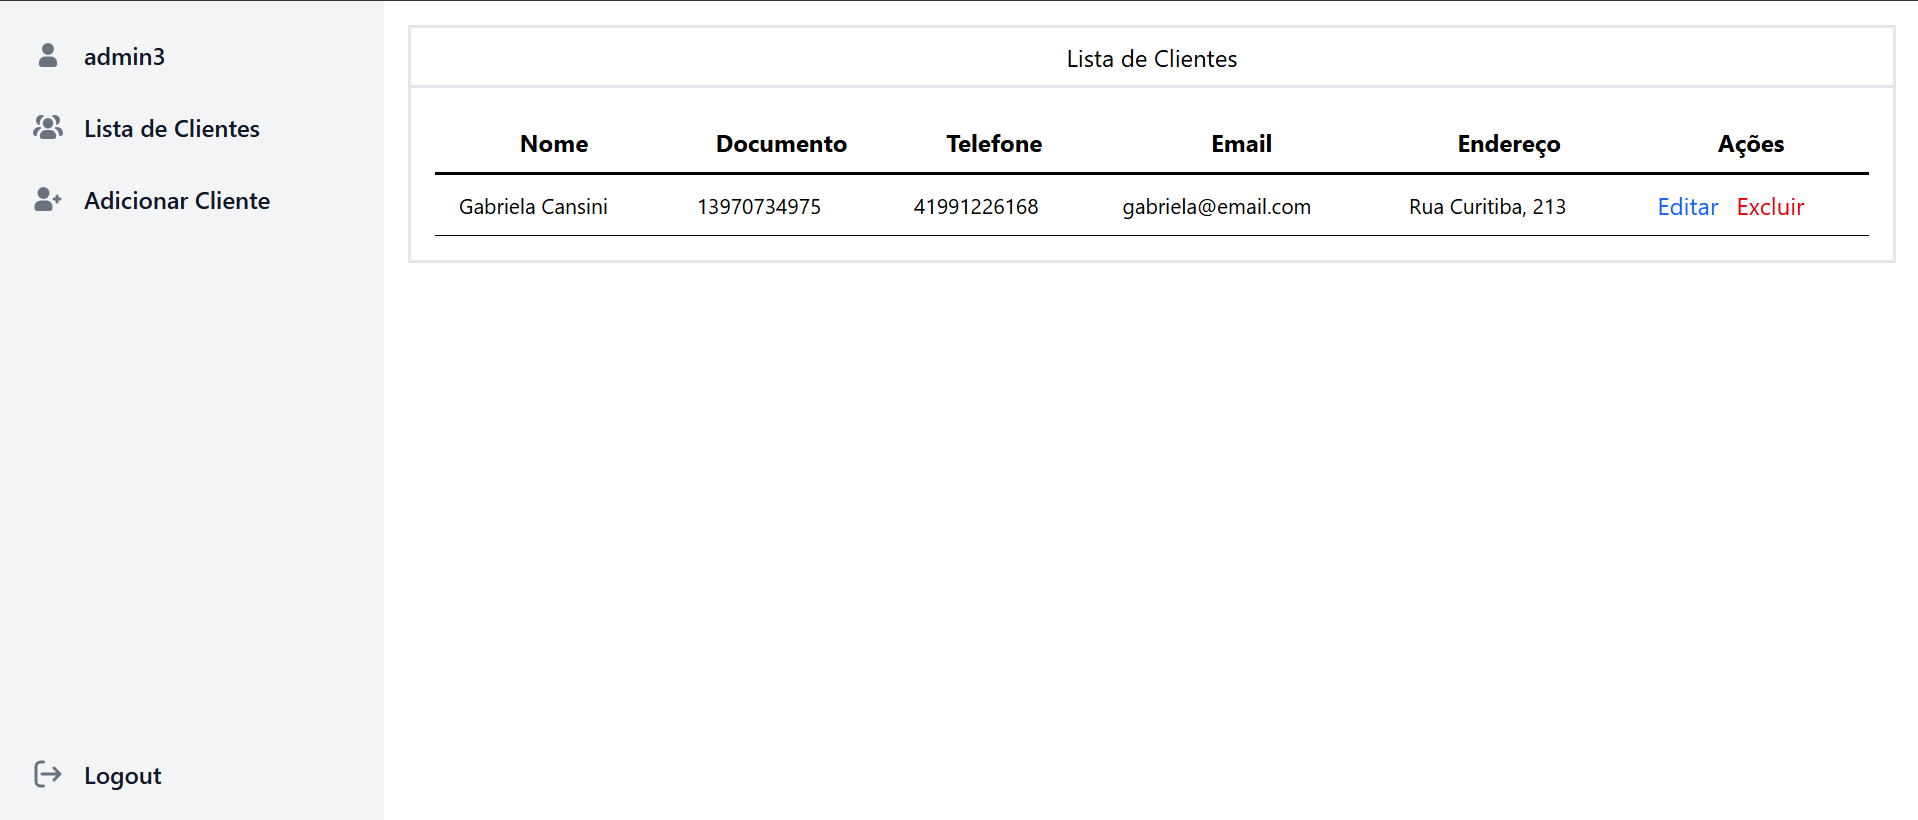 admin3
Lista de Clientes
Adicionar Cliente
Logout
Lista de Clientes
Nome Documento Telefone Email Endereço Ações
Gabriela Cansini 13970734975 41991226168 gabriela@email.com Rua Curitiba, 213 Editar Excluir